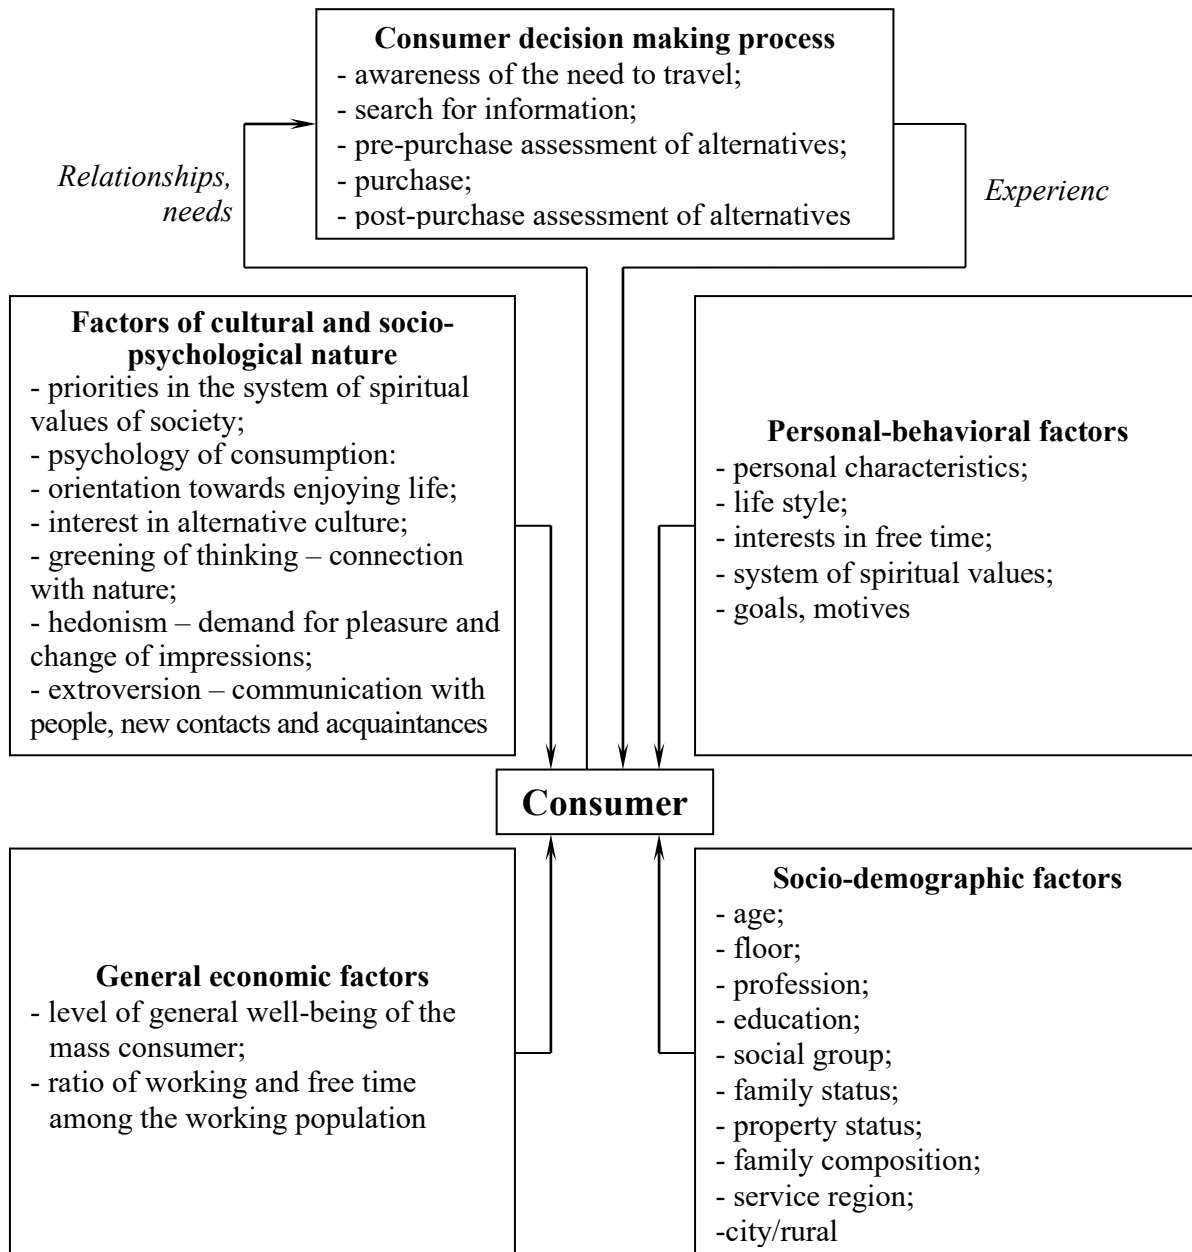 Consumer decision making process
- awareness of the need to travel;
- search for information;
- pre-purchase assessment of alternatives;
- purchase;
- post-purchase assessment of alternatives
Relationships,
needs
Experienc
Factors of cultural and socio-
psychological nature
- priorities in the system of spiritual
values of society;
- psychology of consumption:
- orientation towards enjoying life;
- interest in alternative culture;
- greening of thinking – connection
with nature;
- hedonism – demand for pleasure and
change of impressions;
- extroversion – communication with
people, new contacts and acquaintances
Personal-behavioral factors
- personal characteristics;
- life style;
- interests in free time;
- system of spiritual values;
- goals, motives
Consumer
General economic factors
- level of general well-being of the
mass consumer;
- ratio of working and free time
among the working population
Socio-demographic factors
- age;
- floor;
- profession;
- education;
- social group;
- family status;
- property status;
- family composition;
- service region;
-city/rural